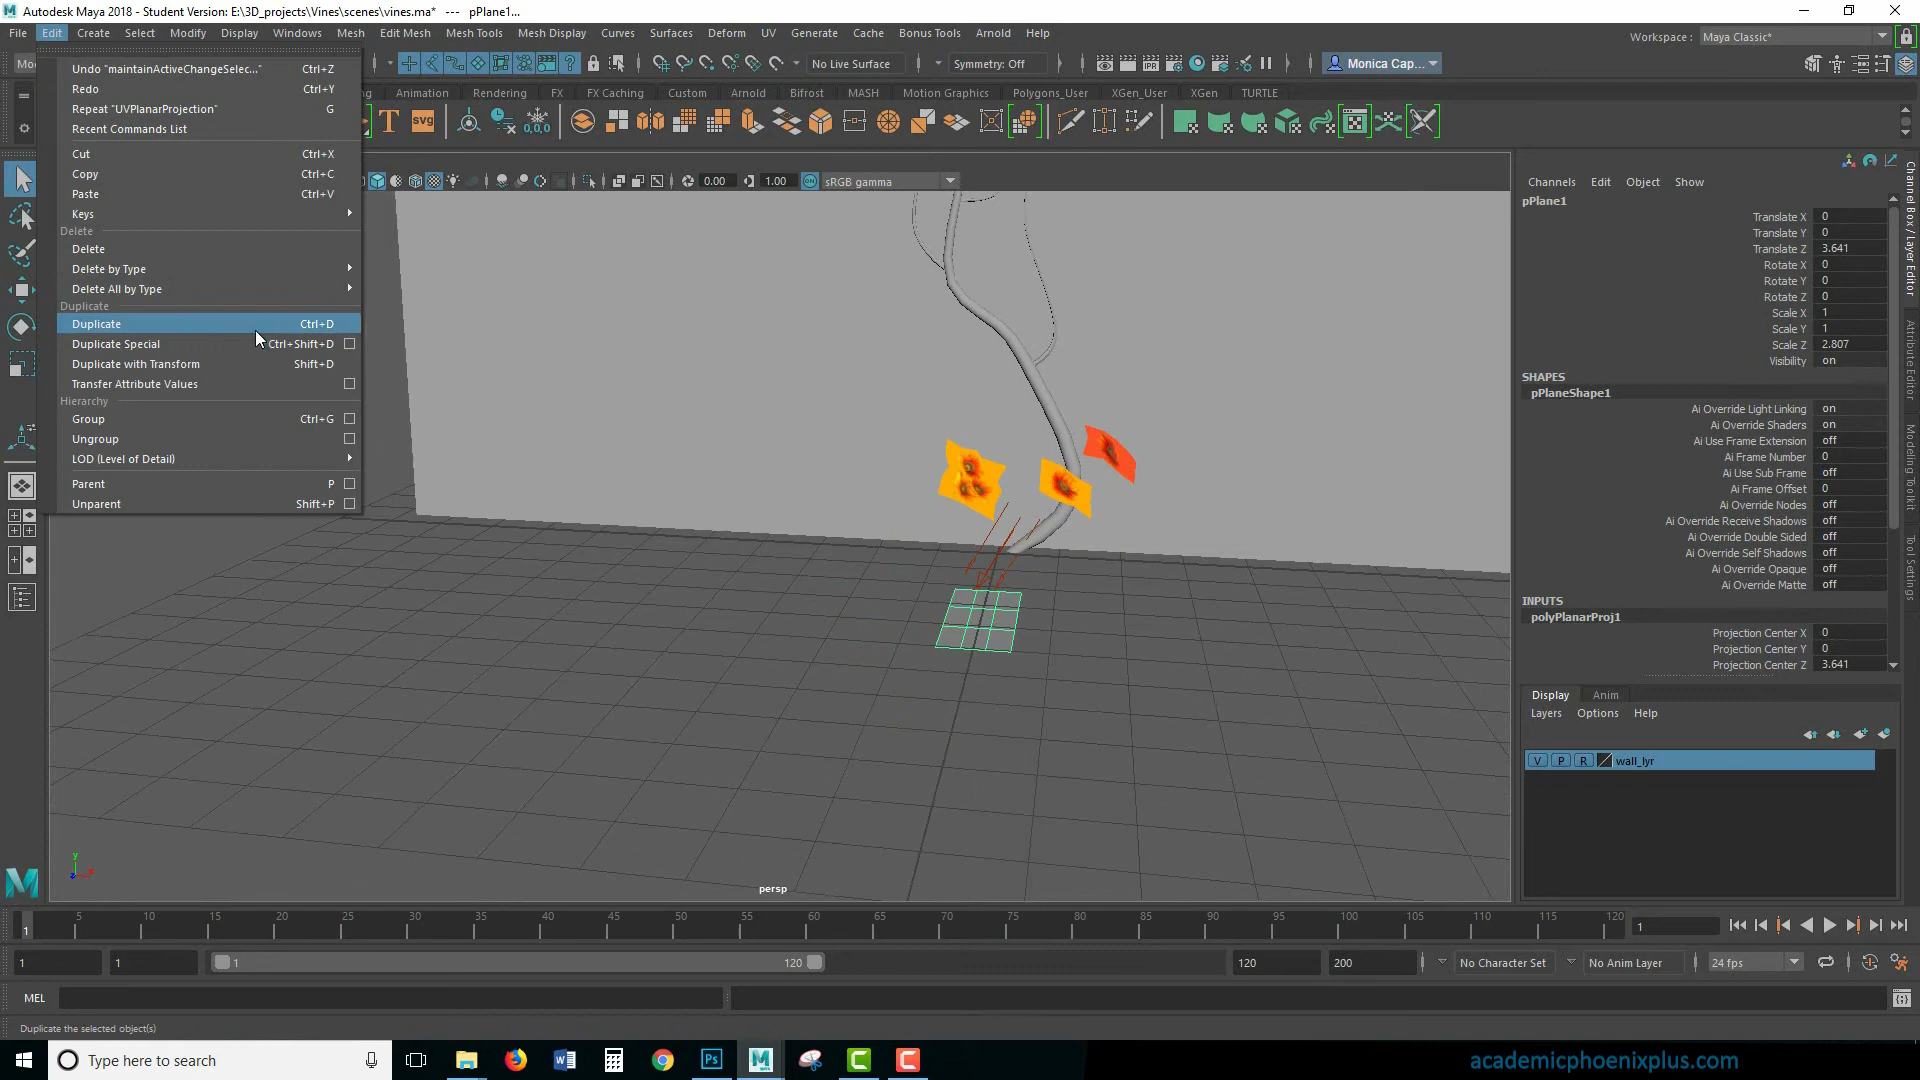 Autodesk Maya 2018 - Student Version: E:\3D_projects\Vines\scenes\vines.ma* --- pPlane1...
File Edit Create Select Modify Display Windows Mesh Edit Mesh Mesh Tools Mesh Display Curves Surfaces Deform UV Generate Cache Bonus Tools Arnold Help
Workspace : Maya Classic*
No Live Surface
Symmetry: Off
Monica Cap...
Animation Rendering FX FX Caching Custom Arnold Bifrost MASH Motion Graphics Polygons_User XGen_User XGen TURTLE
Undo "maintainActiveChangeSelec..." Ctrl+Z
Redo Ctrl+Y
Repeat "UVPlanarProjection" G
Recent Commands List
Cut Ctrl+X
Copy Ctrl+C
Paste Ctrl+V
Keys
Delete
Delete
Delete by Type
Delete All by Type
Duplicate
Duplicate Ctrl+D
Duplicate Special Ctrl+Shift+D
Duplicate with Transform Shift+D
Transfer Attribute Values
Hierarchy
Group Ctrl+G
Ungroup
LOD (Level of Detail)
Parent P
Unparent Shift+P
0.00 1.00 ON sRGB gamma
persp
Channels Edit Object Show
pPlane1
Translate X 0
Translate Y 0
Translate Z 3.641
Rotate X 0
Rotate Y 0
Rotate Z 0
Scale X 1
Scale Y 1
Scale Z 2.807
Visibility on
SHAPES
pPlaneShape1
Ai Override Light Linking on
Ai Override Shaders on
Ai Use Frame Extension off
Ai Frame Number 0
Ai Use Sub Frame off
Ai Frame Offset 0
Ai Override Nodes off
Ai Override Receive Shadows off
Ai Override Double Sided off
Ai Override Self Shadows off
Ai Override Opaque off
Ai Override Matte off
INPUTS
polyPlanarProj1
Projection Center X 0
Projection Center Y 0
Projection Center Z 3.641
Display Anim
Layers Options Help
V P R wall_lyr
Channel Box / Layer Editor
Attribute Editor
Modeling Toolkit
Tool Settings
5 10 15 20 25 30 35 40 45 50 55 60 65 70 75 80 85 90 95 100 105 110 115 120
1
1
1 1 1 120 120 200 No Character Set No Anim Layer 24 fps
MEL
Duplicate the selected object(s)
Type here to search
academicphoenixplus.com